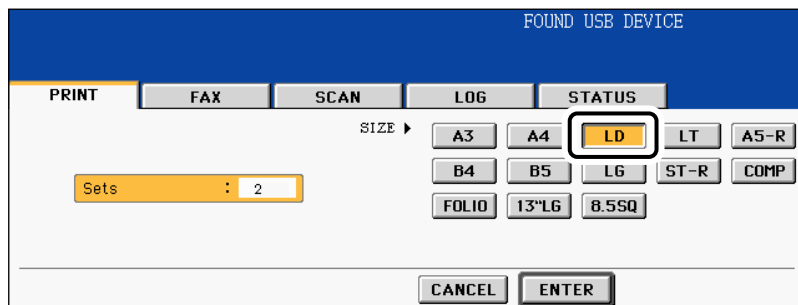 FOUND USB DEVICE
PRINT FAX SCAN LOG STATUS
SIZE A3 A4 LD LT A5-R
B4 B5 LG ST-R COMP
Sets : 2
FOLIO 13"LG 8.5SQ
CANCEL ENTER